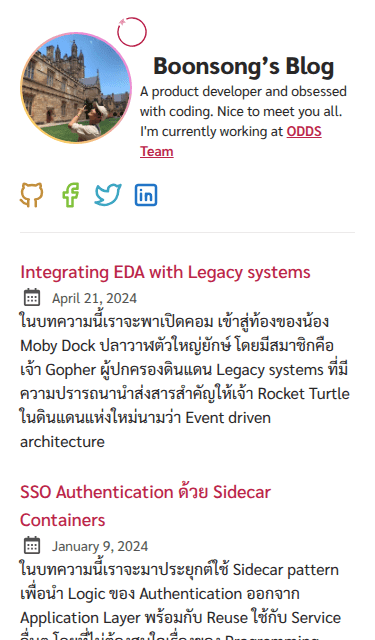 Boonsong's Blog
A product developer and obsessed
with coding. Nice to meet you all.
I'm currently working at ODDS
Team
Integrating EDA with Legacy systems
April 21, 2024
ในบทความนี้เราจะพาเปิดคอม เข้าสู่ท้องของน้อง
Moby Dock ปลาวาฬตัวใหญ่ยักษ์ โดยมีสมาชิกคือ
เจ้า Gopher ผู้ปกครองดินแดน Legacy systems ที่มี
ความปรารถนานำส่งสารสำคัญให้เจ้า Rocket Turtle
ในดินแดนแห่งใหม่นามว่า Event driven
architecture
SSO Authentication ด้วย Sidecar
Containers
January 9, 2024
ในบทความนี้เราจะมาประยุกต์ใช้ Sidecar pattern
เพื่อนำ Logic ของ Authentication ออกจาก
Application Layer พร้อมกับ Reuse ใช้กับ Service